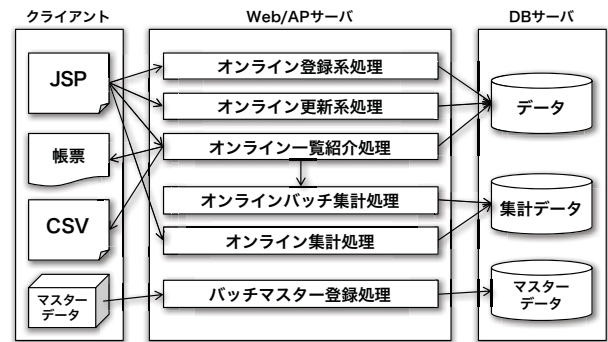 クライアント
Web/APサーバ
DBサーバ
JSP
帳票
CSV
マスター
データ
オンライン登録系処理
オンライン更新系処理
オンライン一覧紹介処理
オンラインバッチ集計処理
オンライン集計処理
バッチマスター登録処理
データ
集計データ
マスター
データ